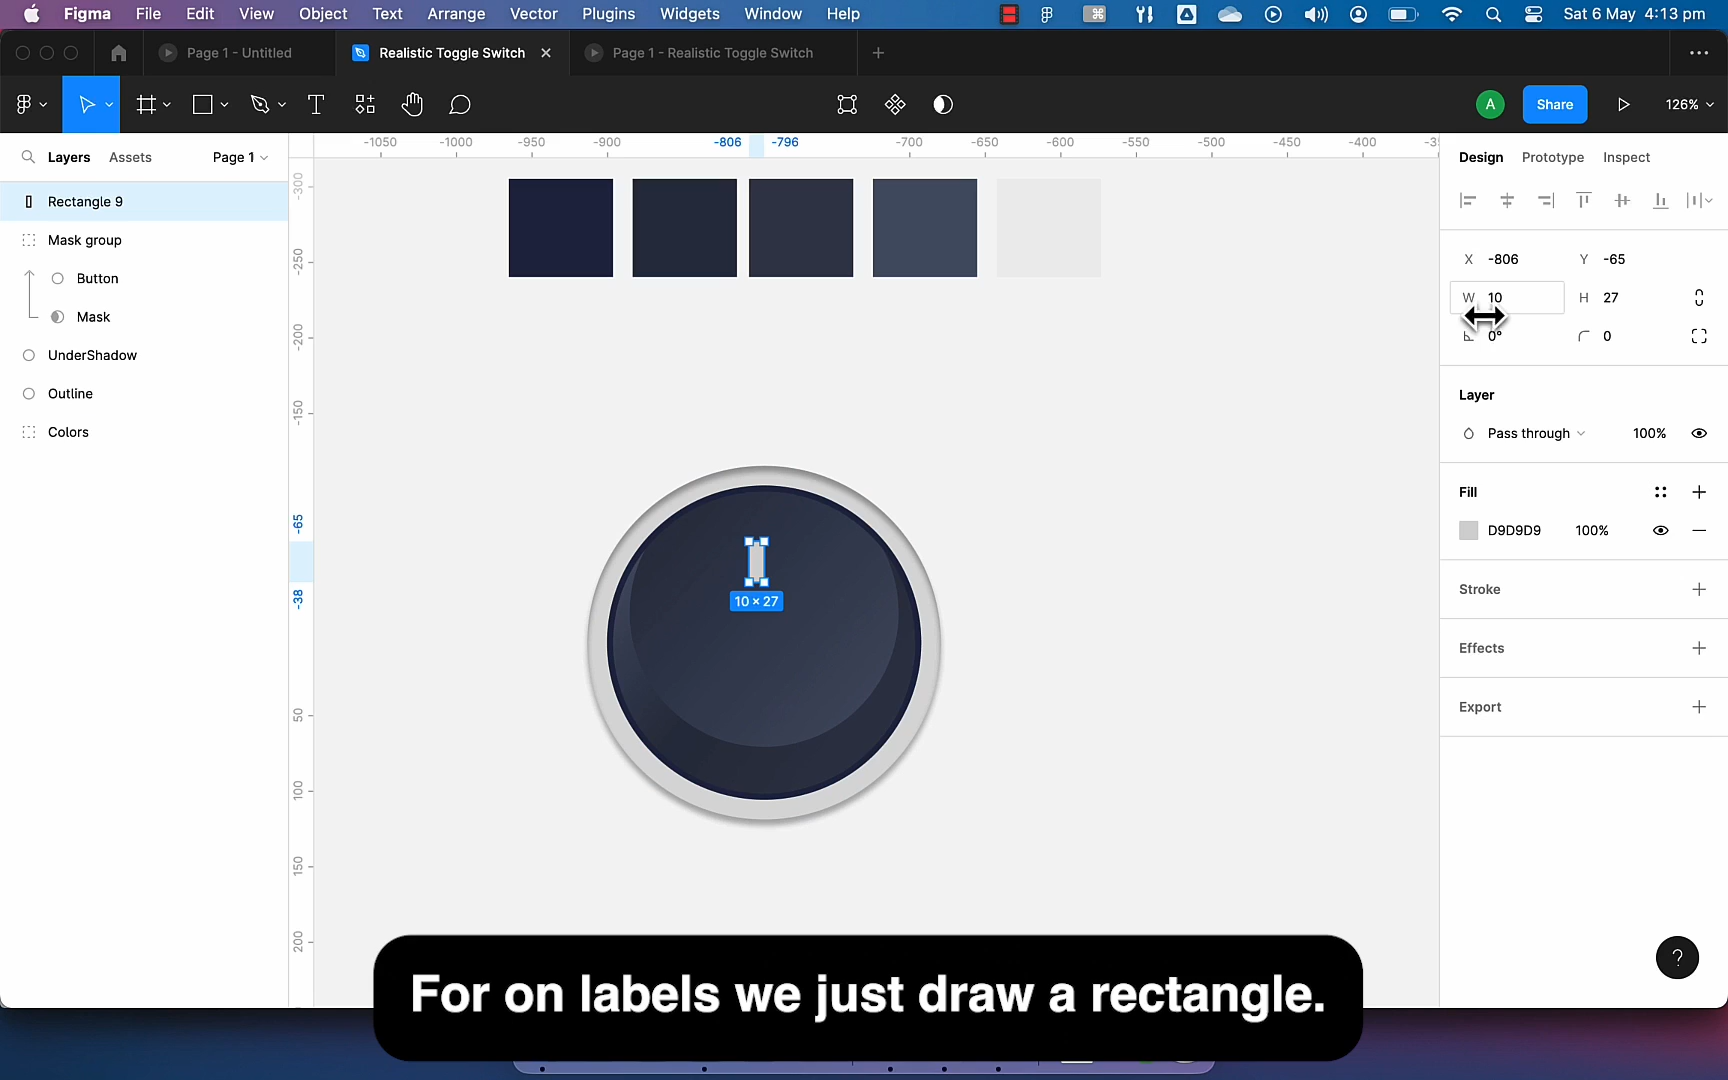 Figma File Edit View Object Text Arrange Vector Plugins Widgets Window Help Sat 6 May 4:13 pm
Page 1 - Untitled Realistic Toggle Switch Page 1 - Realistic Toggle Switch
A Share 126%
Layers Assets Page 1
-1050 -1000 -950 -900 -806 -796 -700 -650 -600 -550 -500 -450 -400
Design Prototype Inspect
Rectangle 9
Mask group
Button
Mask
UnderShadow
Outline
Colors
-300
-250
-200
-150
-65
-38
50
100
150
200
10 × 27
X -806 Y -65
W 10 H 27
0° 0
Layer
Pass through 100%
Fill
D9D9D9 100%
Stroke
Effects
Export
?
For on labels we just draw a rectangle.